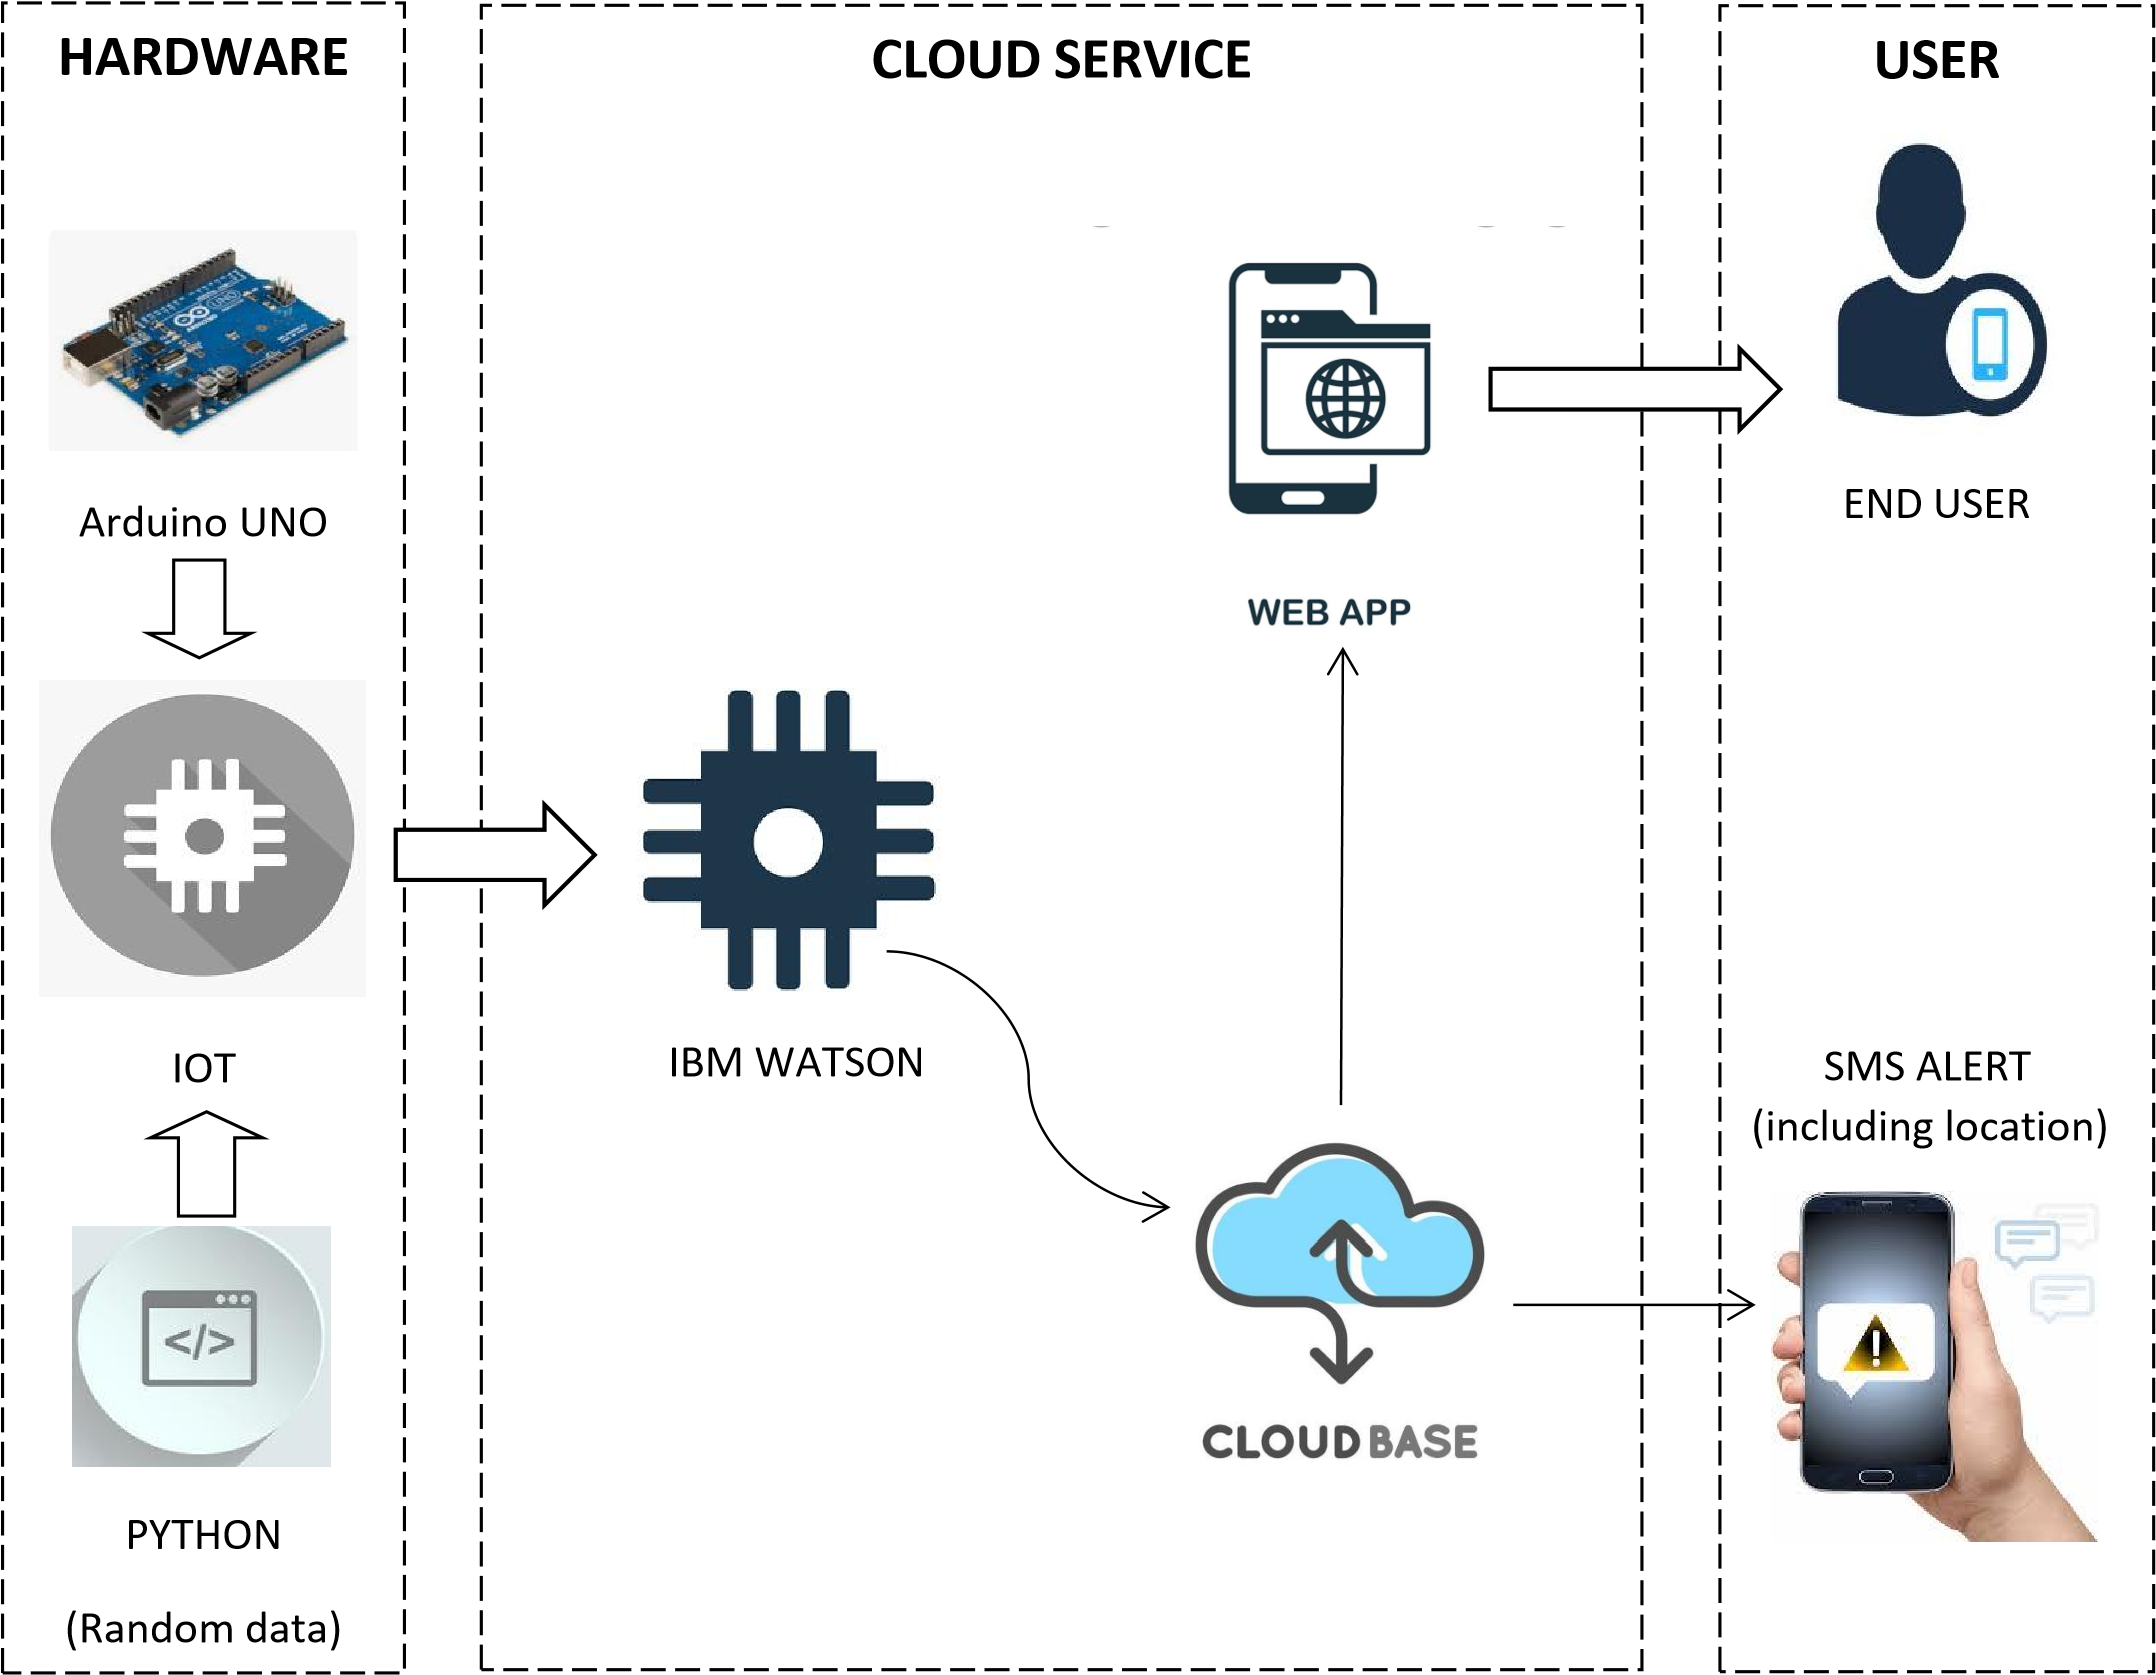 HARDWARE
Arduino UNO
IOT
PYTHON
(Random data)
CLOUD SERVICE
WEB APP
IBM WATSON
CLOUD BASE
USER
END USER
SMS ALERT
(including location)